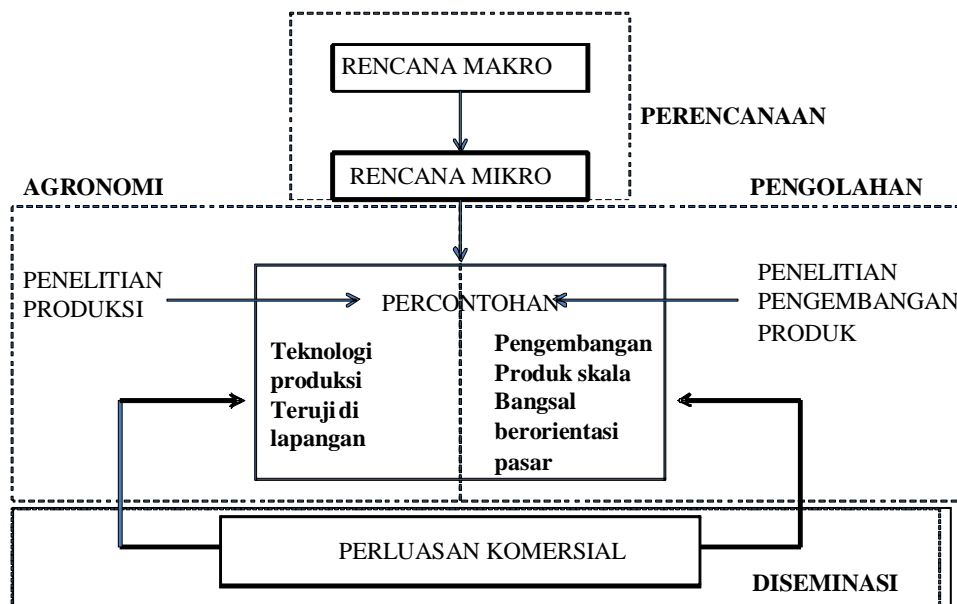 RENCANA MAKRO
PERENCANAAN
RENCANA MIKRO
AGRONOMI
PENGOLAHAN
PENELITIAN
PRODUKSI
PERCONTOHAN
PENELITIAN
PENGEMBANGAN
PRODUK
Teknologi
produksi
Teruji di
lapangan
Pengembangan
Produk skala
Bangsal
berorientasi
pasar
PERLUASAN KOMERSIAL
DISEMINASI